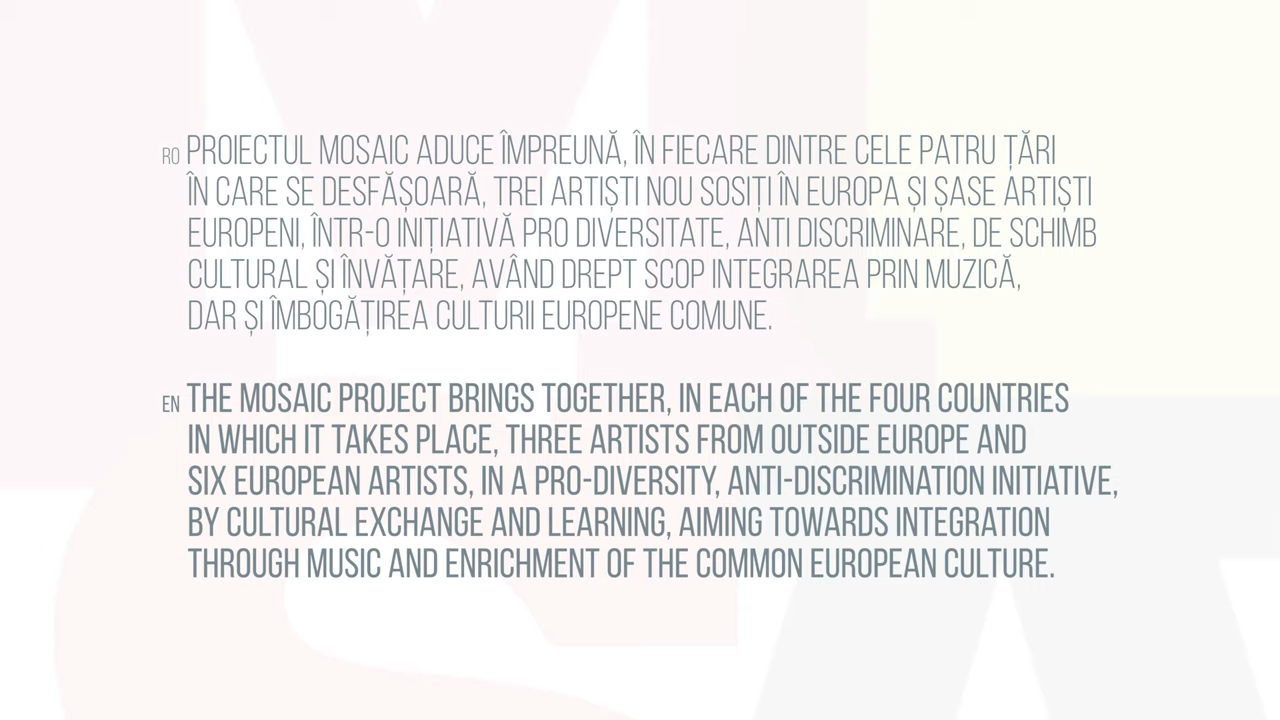 RO PROIECTUL MOSAIC ADUCE ÎMPREUNĂ, ÎN FIECARE DINTRE CELE PATRU ȚĂRI
ÎN CARE SE DESFĂȘOARĂ, TREI ARTIȘTI NOU SOSIȚI ÎN EUROPA ȘI ȘASE ARTIȘTI
EUROPENI, ÎNTR-O INIȚIATIVĂ PRO DIVERSITATE, ANTI DISCRIMINARE, DE SCHIMB
CULTURAL ȘI ÎNVĂȚARE, AVÂND DREPT SCOP INTEGRAREA PRIN MUZICĂ,
DAR ȘI ÎMBOGĂȚIREA CULTURII EUROPENE COMUNE.
EN THE MOSAIC PROJECT BRINGS TOGETHER, IN EACH OF THE FOUR COUNTRIES
IN WHICH IT TAKES PLACE, THREE ARTISTS FROM OUTSIDE EUROPE AND
SIX EUROPEAN ARTISTS, IN A PRO-DIVERSITY, ANTI-DISCRIMINATION INITIATIVE,
BY CULTURAL EXCHANGE AND LEARNING, AIMING TOWARDS INTEGRATION
THROUGH MUSIC AND ENRICHMENT OF THE COMMON EUROPEAN CULTURE.